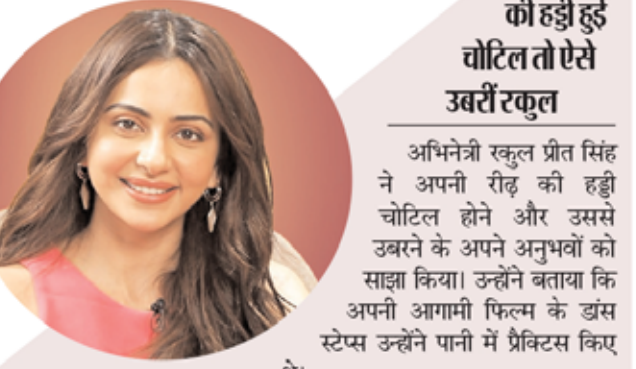 की हड्डी हुई
चोटिल तो ऐसे
उबरीं रकुल
अभिनेत्री रकुल प्रीत सिंह
ने अपनी रीढ़ की हड्डी
चोटिल होने और उससे
उबरने के अपने अनुभवों को
साझा किया। उन्होंने बताया कि
अपनी आगामी फिल्म के डांस
स्टेप्स उन्होंने पानी में प्रैक्टिस किए